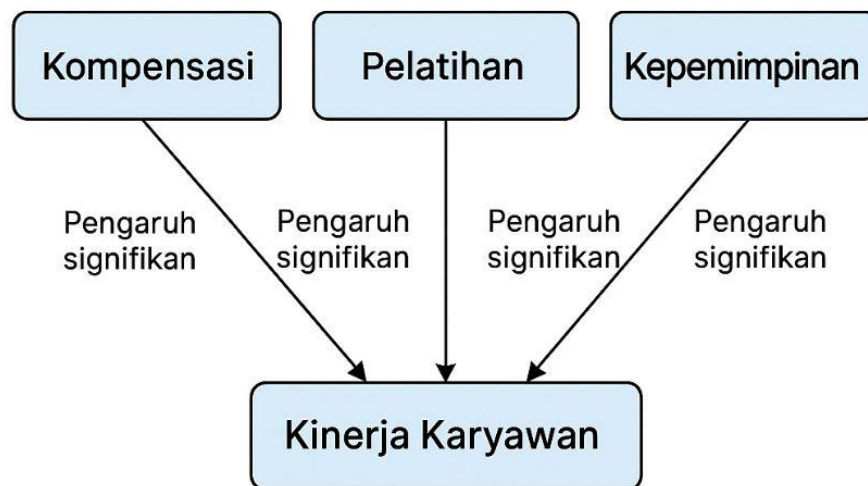 Kompensasi
Pelatihan
Kepemimpinan
Pengaruh
signifikan
Pengaruh
signifikan
Pengaruh
signifikan
Pengaruh
signifikan
Kinerja Karyawan